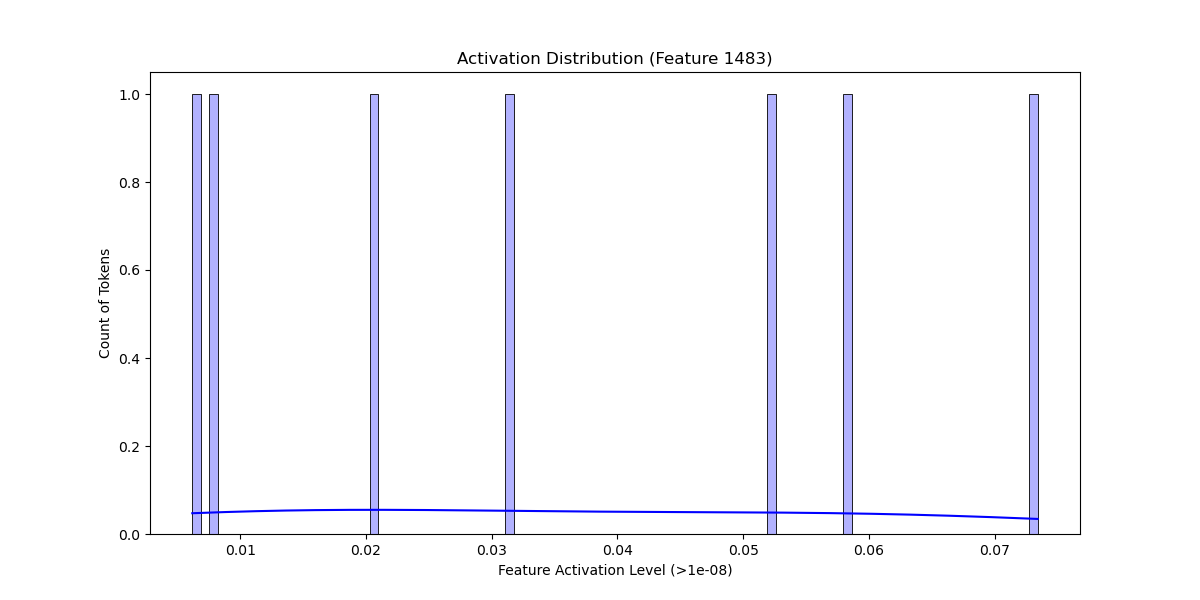 Activation Distribution (Feature 1483)
1.0
0.8
0.6
0.4
0.2
0.0
Count of Tokens
0.01 0.02 0.03 0.04 0.05 0.06 0.07
Feature Activation Level (>1e-08)